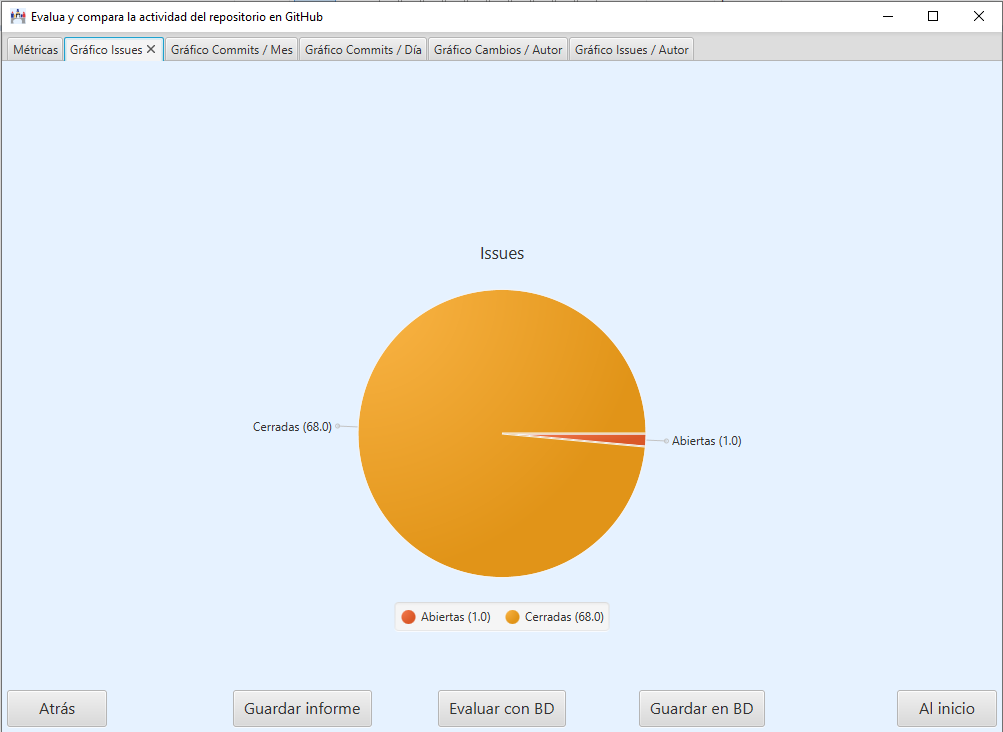 Evalua y compara la actividad del repositorio en GitHub
Métricas Gráfico Issues Gráfico Commits / Mes Gráfico Commits / Día Gráfico Cambios / Autor Gráfico Issues / Autor
Issues
Cerradas (68.0)
Abiertas (1.0)
Abiertas (1.0) Cerradas (68.0)
Atrás Guardar informe Evaluar con BD Guardar en BD Al inicio